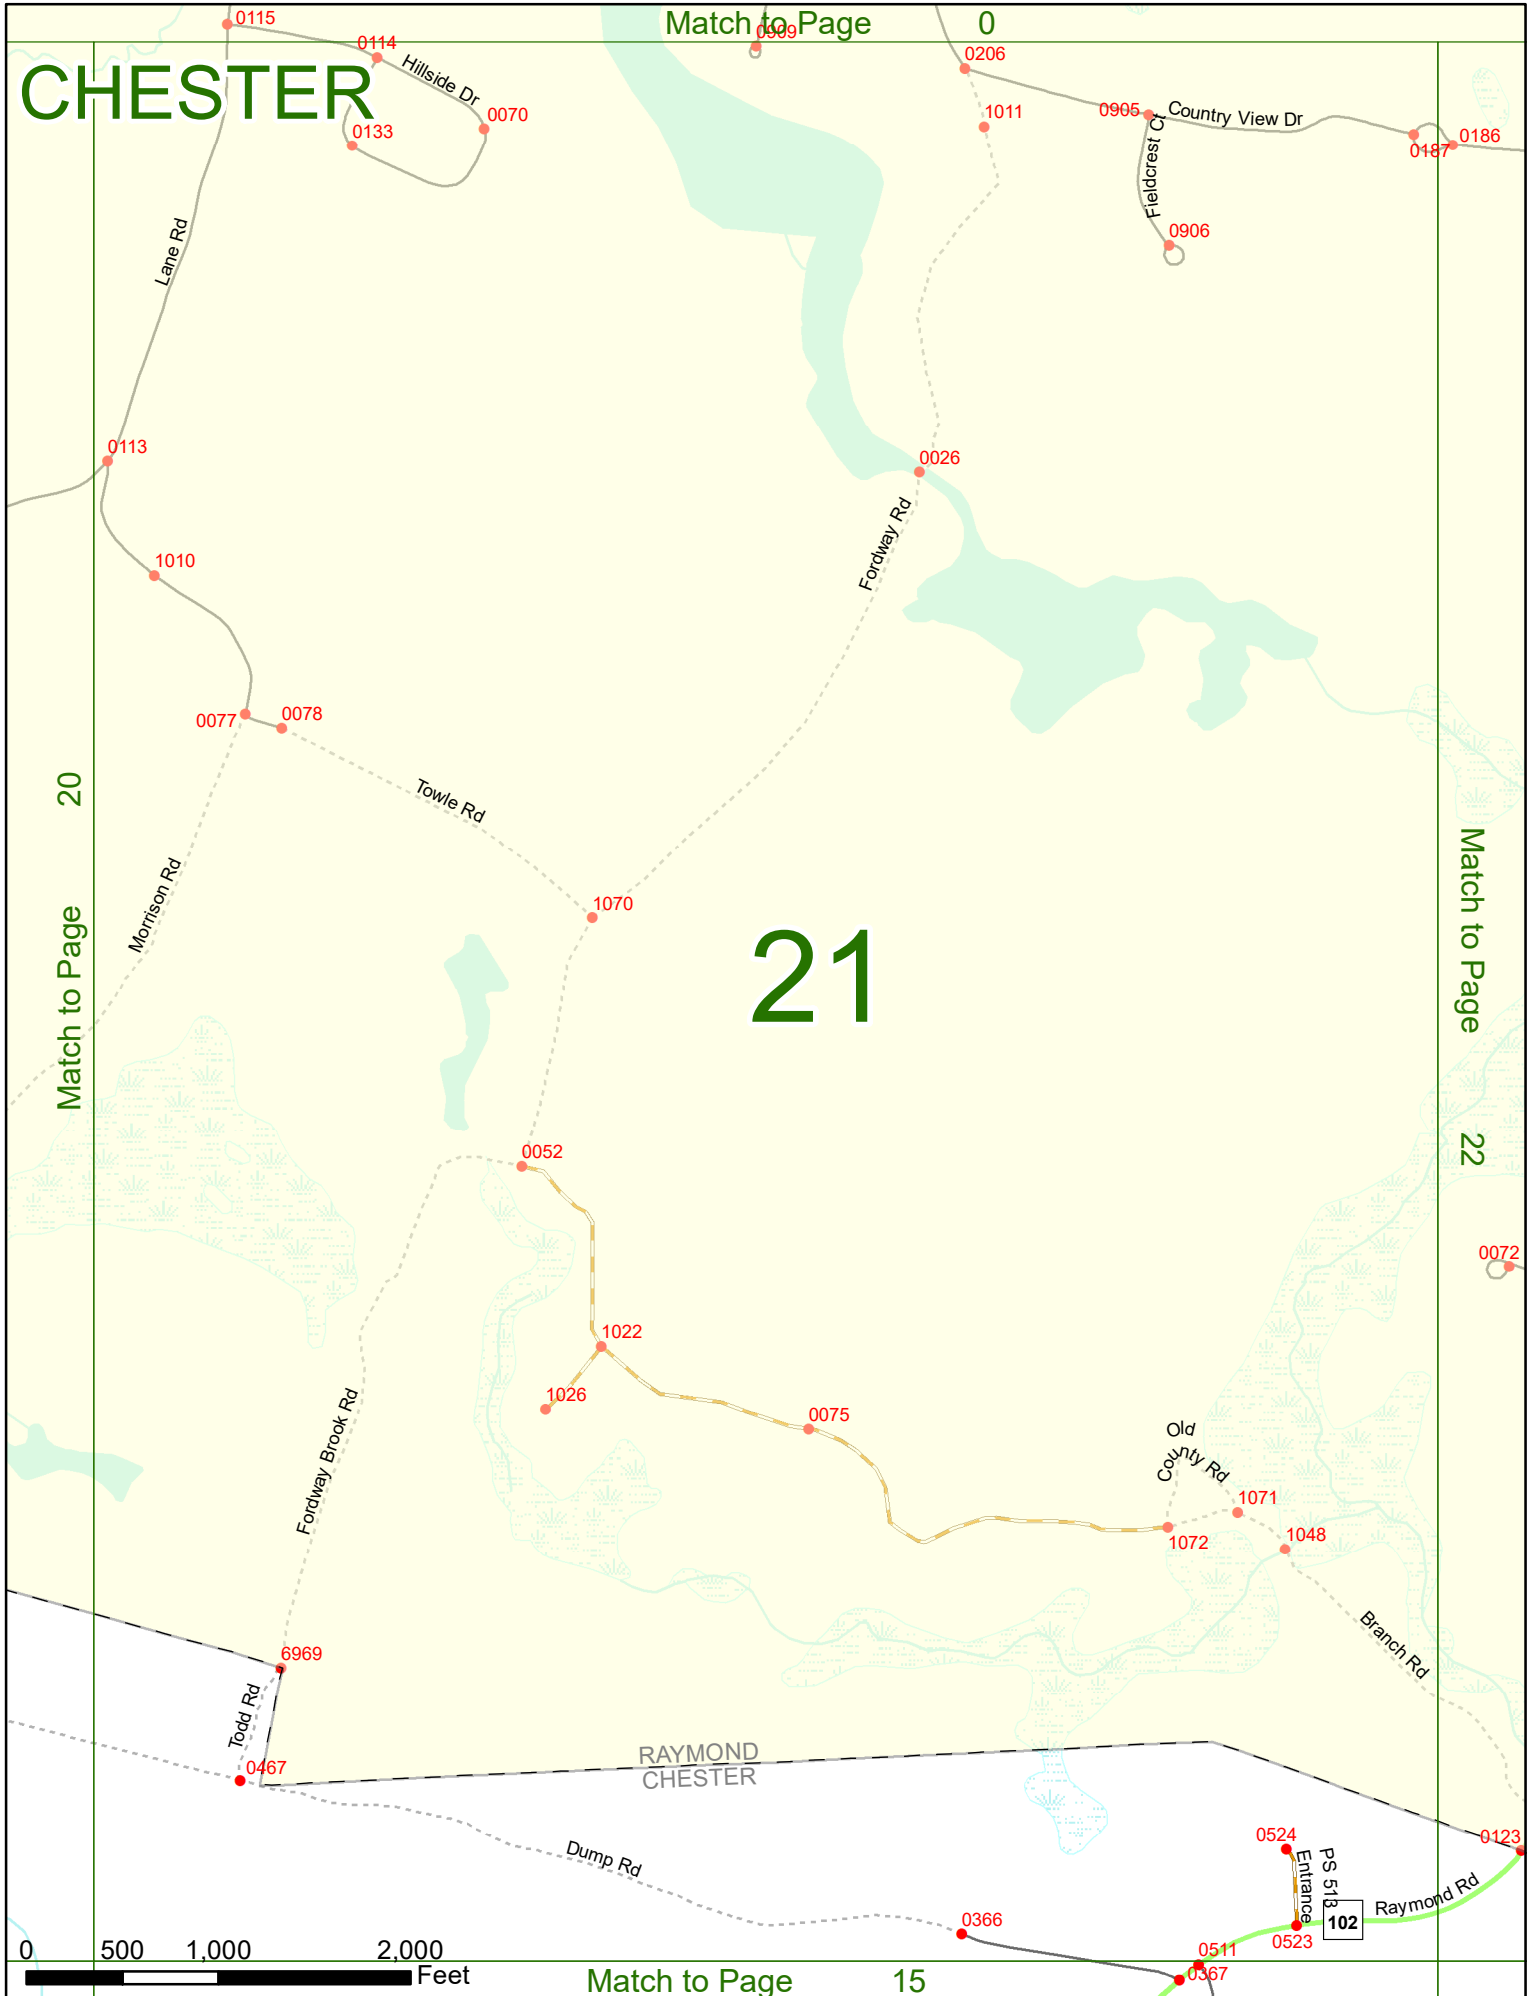 0115
Match to Page 0
0909
0114
0206
CHESTER
Hillside Dr
0070
1011
0905
Country View Dr
0187
0186
0133
Fieldcrest Ct
0906
Lane Rd
0113
0026
Fordway Rd
1010
0077
0078
Towle Rd
20
Match to Page
Morrison Rd
1070
21
Match to Page
22
0052
0072
1022
1026
0075
Fordway Brook Rd
Old
County Rd
1071
1072
1048
Branch Rd
6969
Todd Rd
0467
RAYMOND
CHESTER
Dump Rd
0524
PS 513
Entrance
0123
Raymond Rd
102
0523
0366
0511
0367
0 500 1,000 2,000
Feet
Match to Page 15